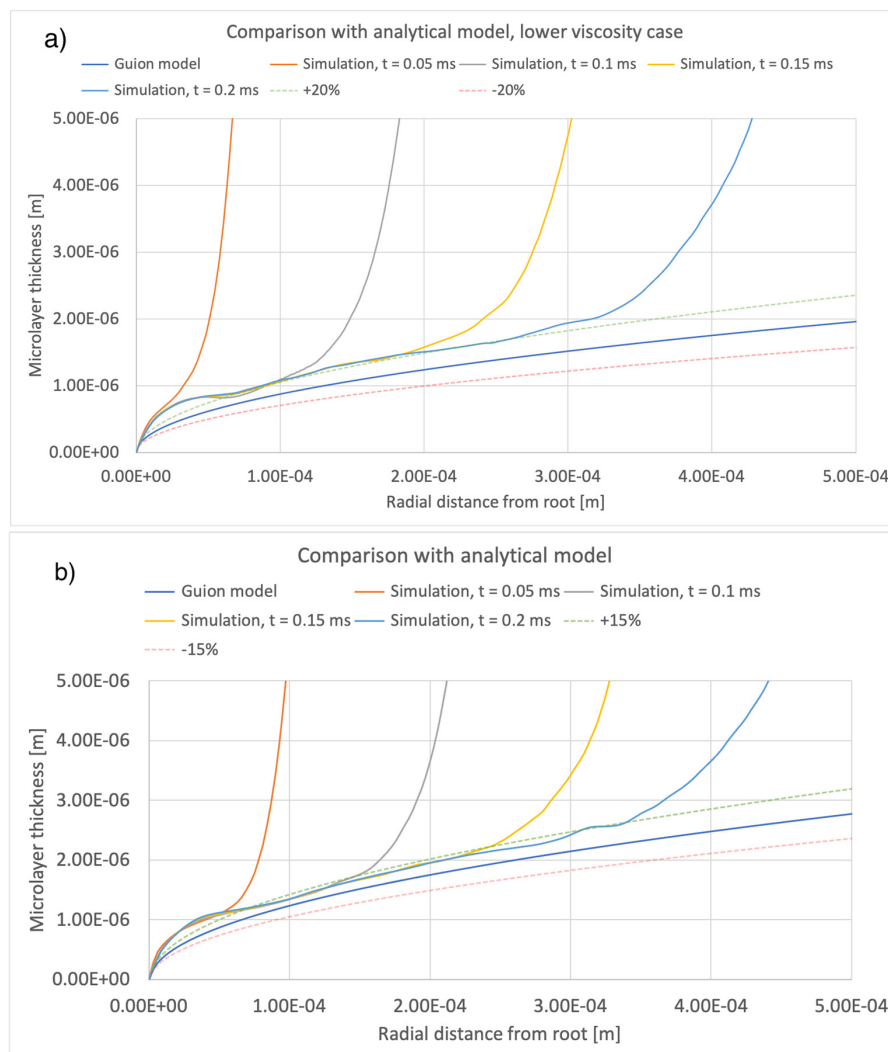 a)
Comparison with analytical model, lower viscosity case
Guion model
Simulation, t = 0.05 ms
Simulation, t = 0.1 ms
Simulation, t = 0.15 ms
Simulation, t = 0.2 ms
+20%
-20%
5.00E-06
4.00E-06
3.00E-06
2.00E-06
1.00E-06
0.00E+00
Microlayer thickness [m]
0.00E+00 1.00E-04 2.00E-04 3.00E-04 4.00E-04 5.00E-04
Radial distance from root [m]
b)
Comparison with analytical model
Guion model
Simulation, t = 0.05 ms
Simulation, t = 0.1 ms
Simulation, t = 0.15 ms
Simulation, t = 0.2 ms
+15%
-15%
5.00E-06
4.00E-06
3.00E-06
2.00E-06
1.00E-06
0.00E+00
Microlayer thickness [m]
0.00E+00 1.00E-04 2.00E-04 3.00E-04 4.00E-04 5.00E-04
Radial distance from root [m]